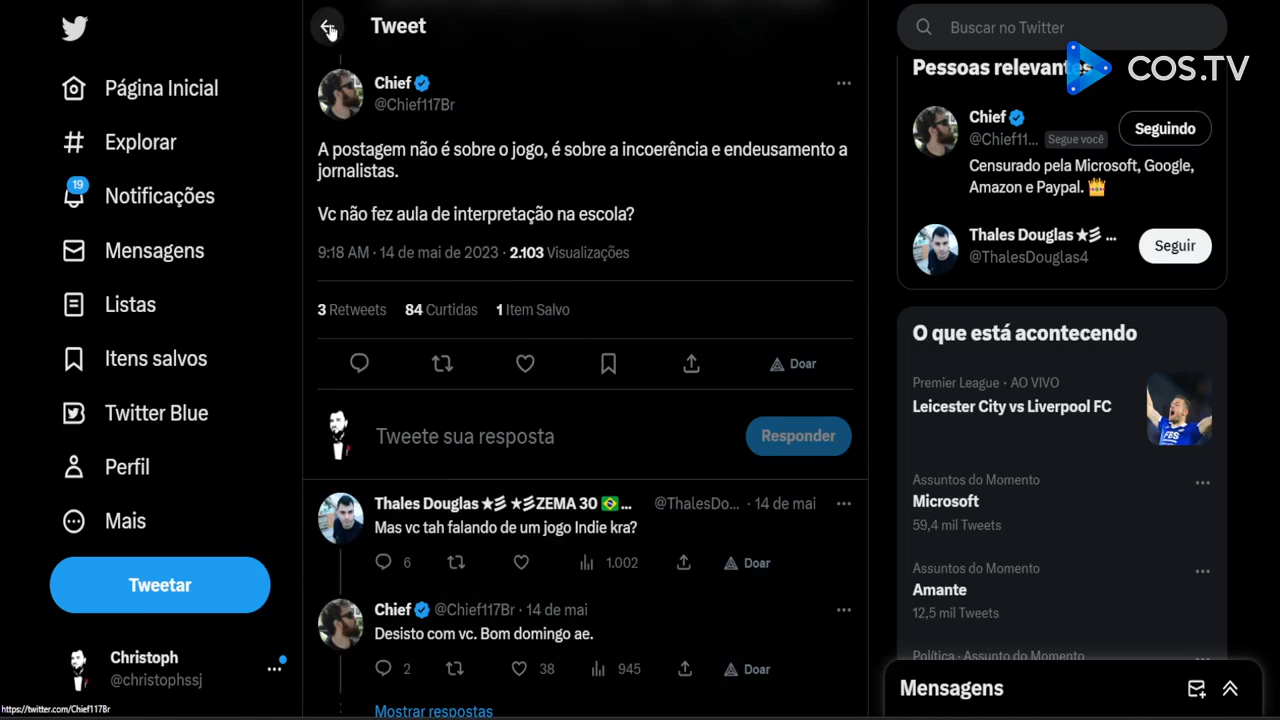 Tweet
Buscar no Twitter
COS.TV
Página Inicial
Explorar
19
Notificações
Mensagens
Listas
Itens salvos
Twitter Blue
Perfil
Mais
Tweetar
Christoph
@christophssj
https://twitter.com/Chief117Br
Chief
@Chief117Br
A postagem não é sobre o jogo, é sobre a incoerência e endeusamento a
jornalistas.
Vc não fez aula de interpretação na escola?
9:18 AM · 14 de mai de 2023 · 2.103 Visualizações
3 Retweets 84 Curtidas 1 Item Salvo
Doar
Tweete sua resposta
Responder
Thales Douglas ★彡 ★彡ZEMA 30 🇧🇷... @ThalesDo... · 14 de mai
Mas vc tah falando de um jogo Indie kra?
6 1.002 Doar
Chief @Chief117Br · 14 de mai
Desisto com vc. Bom domingo ae.
2 38 945 Doar
Mostrar respostas
Pessoas relevantes
Chief
@Chief11... Segue você
Seguindo
Censurado pela Microsoft, Google,
Amazon e Paypal. 👑
Thales Douglas ★彡 ...
@ThalesDouglas4
Seguir
O que está acontecendo
Premier League · AO VIVO
Leicester City vs Liverpool FC
Assuntos do Momento
Microsoft
59,4 mil Tweets
Assuntos do Momento
Amante
12,5 mil Tweets
Política · Assunto do Momento
Mensagens